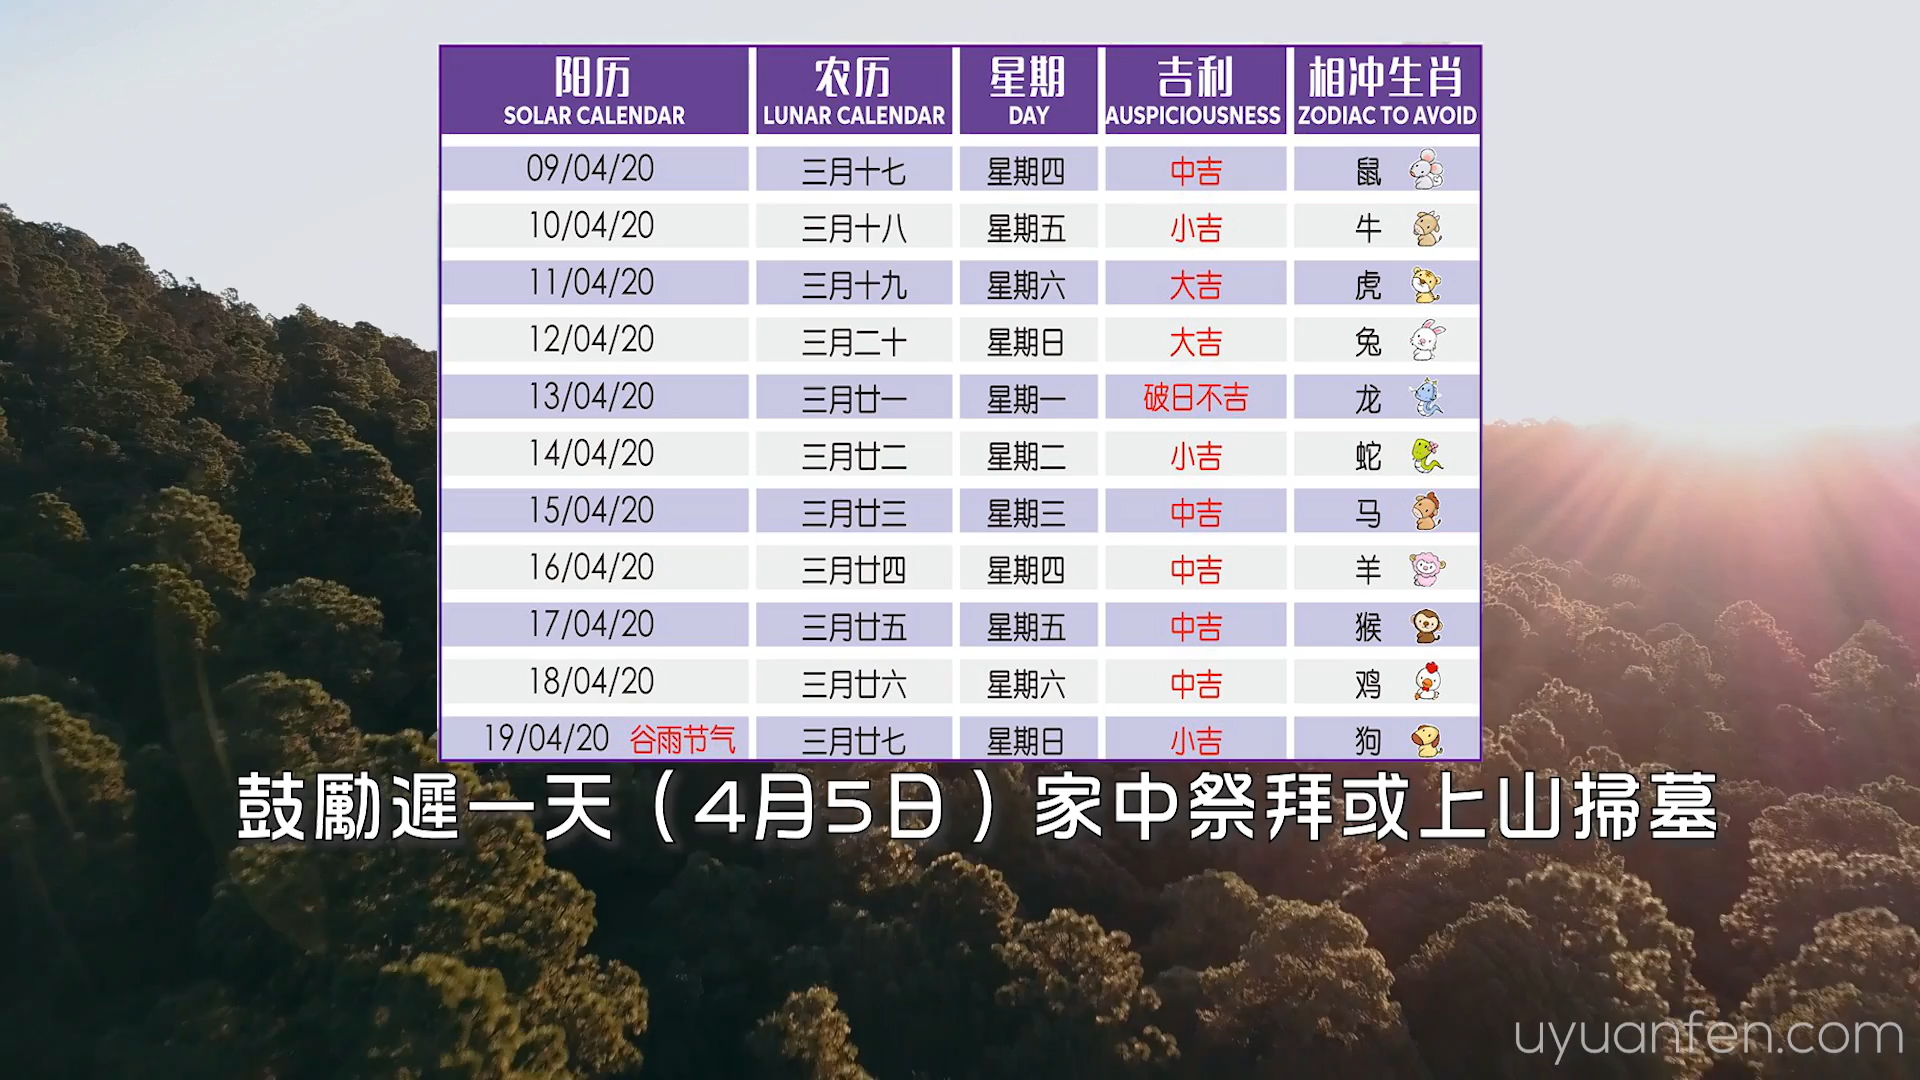 阳历 农历 星期 吉利 相冲生肖
SOLAR CALENDAR LUNAR CALENDAR DAY AUSPICIOUSNESS ZODIAC TO AVOID
09/04/20 三月十七 星期四 中吉 鼠
10/04/20 三月十八 星期五 小吉 牛
11/04/20 三月十九 星期六 大吉 虎
12/04/20 三月二十 星期日 大吉 兔
13/04/20 三月廿一 星期一 破日不吉 龙
14/04/20 三月廿二 星期二 小吉 蛇
15/04/20 三月廿三 星期三 中吉 马
16/04/20 三月廿四 星期四 中吉 羊
17/04/20 三月廿五 星期五 中吉 猴
18/04/20 三月廿六 星期六 中吉 鸡
19/04/20 谷雨节气 三月廿七 星期日 小吉 狗
鼓勵遲一天（4月5日）家中祭拜或上山掃墓
uyuanfen.com